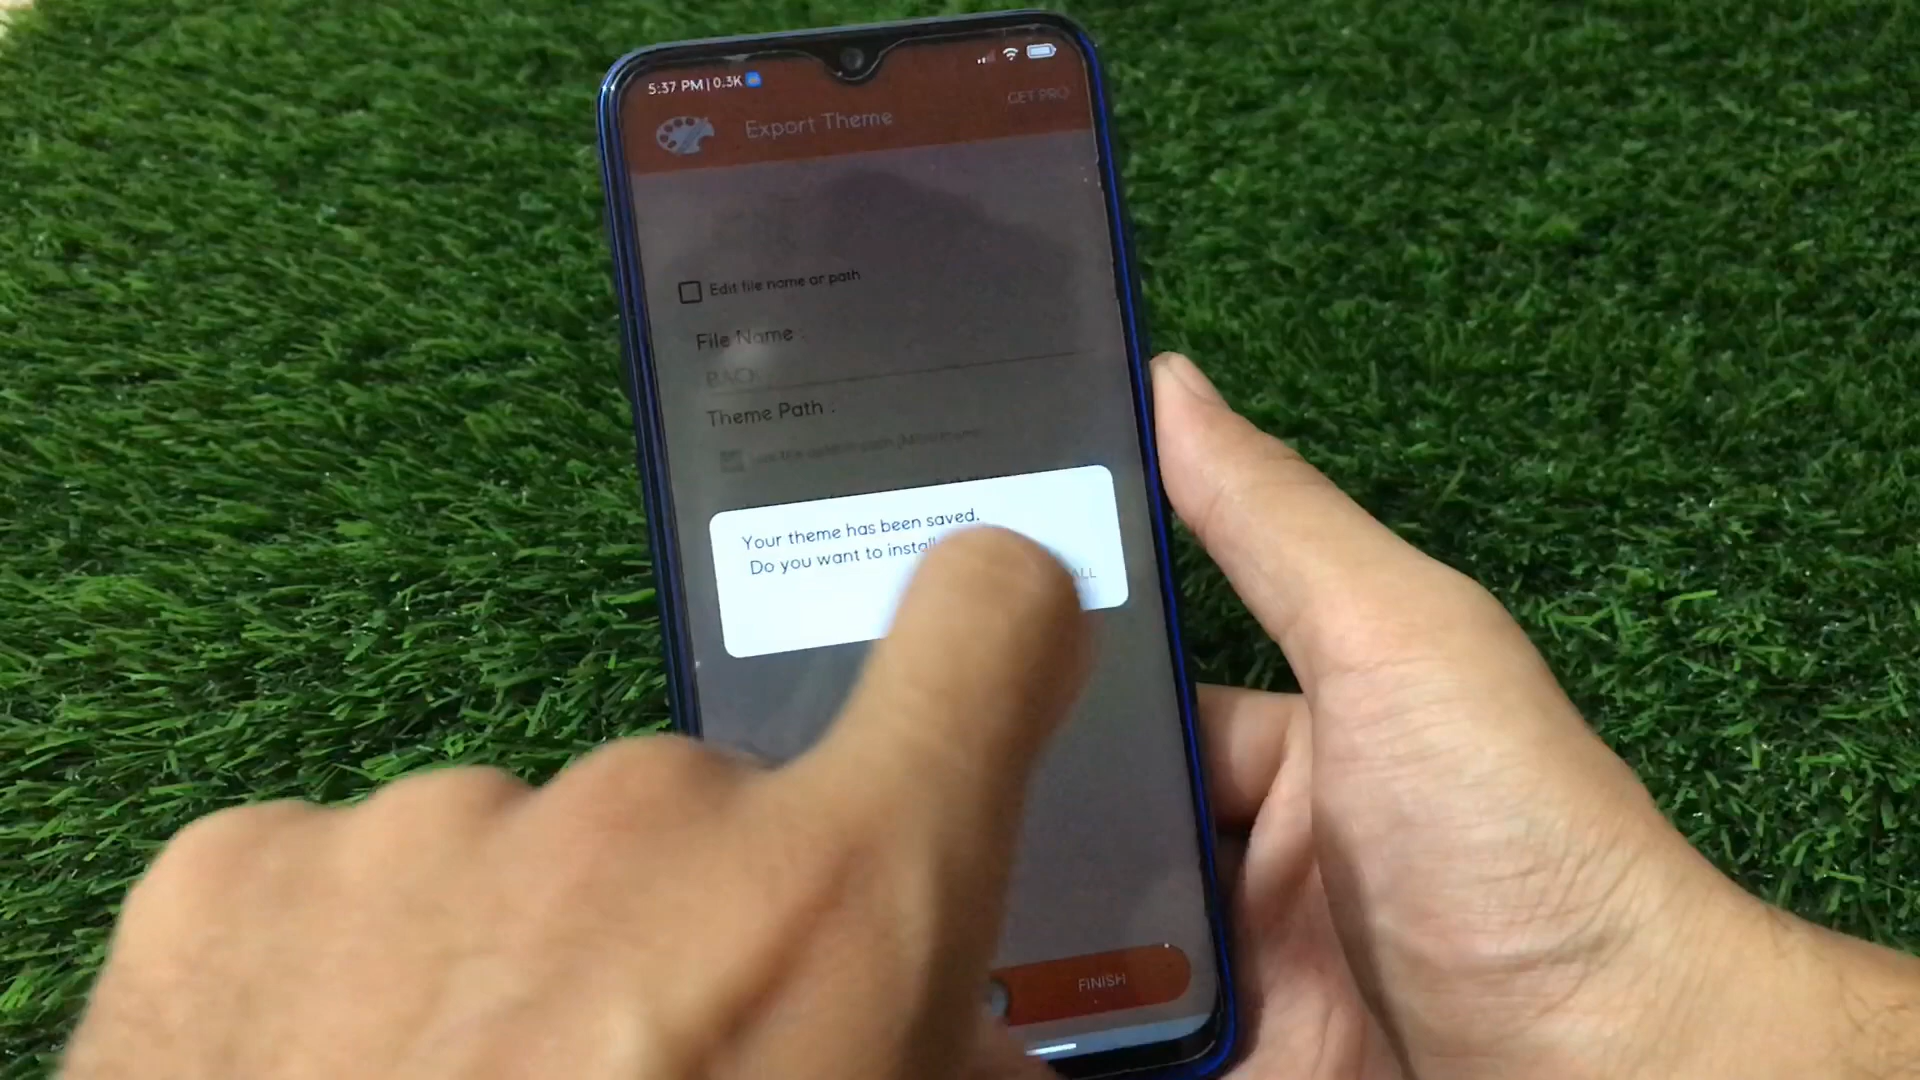 5:37 PM | 0.3K
GET PRO
Export Theme
Edit file name or path
File Name :
Theme Path :
Your theme has been saved.
Do you want to install
ALL
FINISH